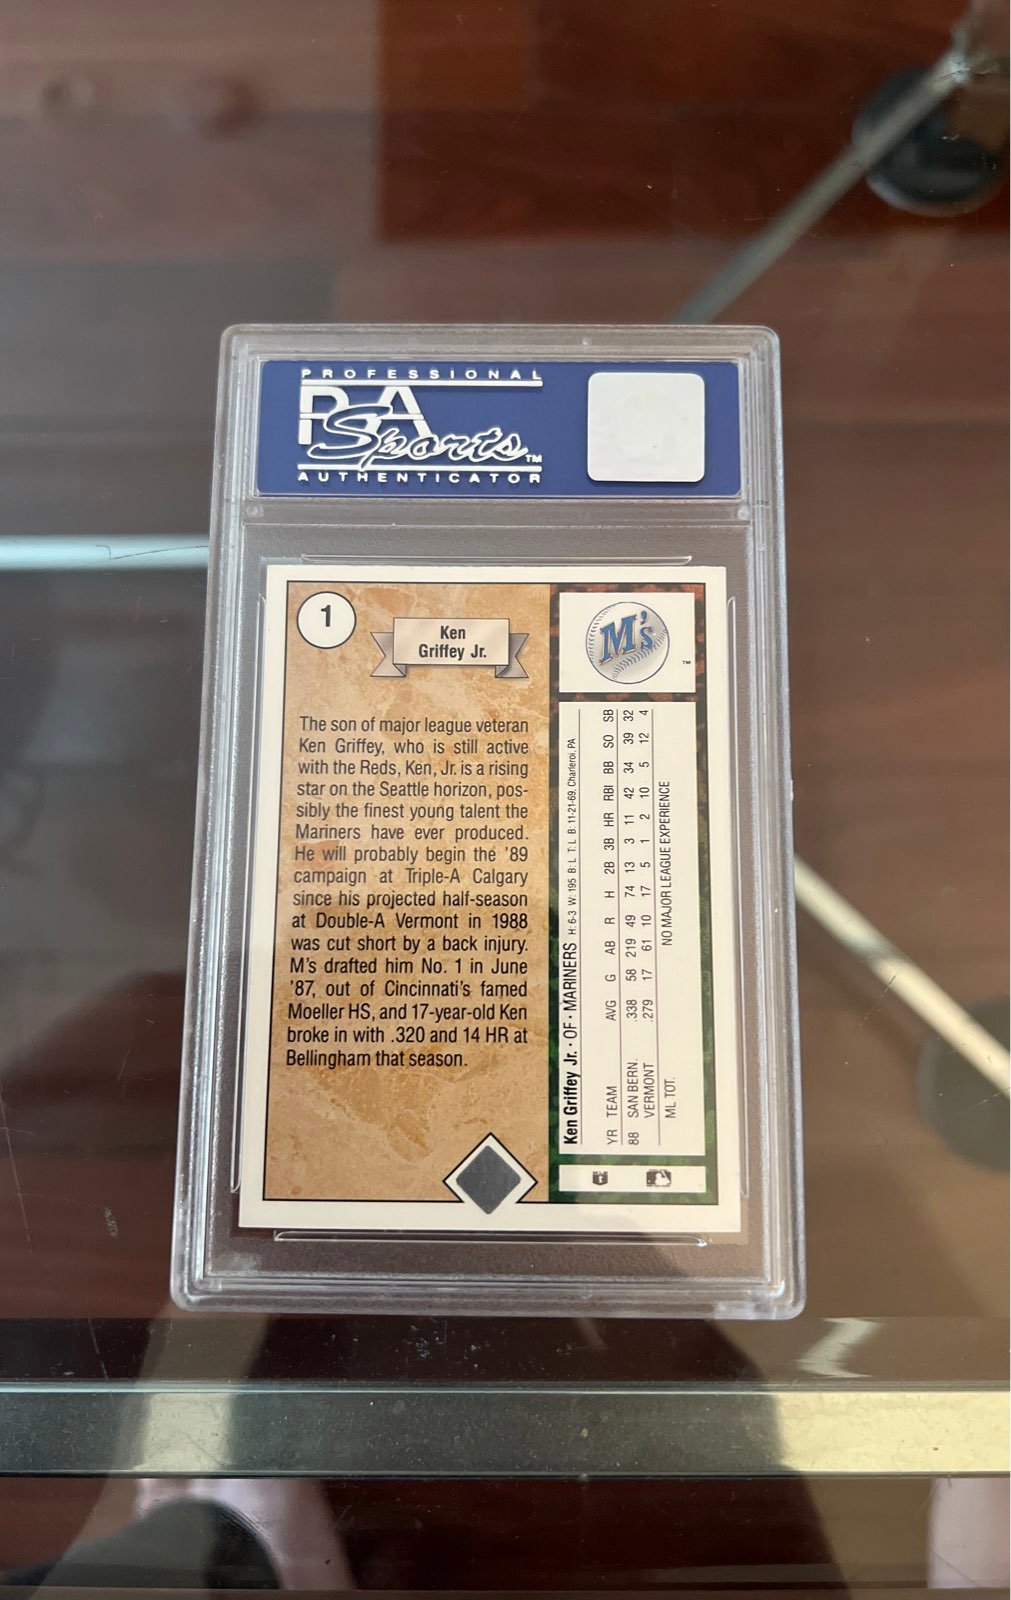 PROFESSIONAL
PSA
Sports™
AUTHENTICATOR
1
Ken
Griffey Jr.
The son of major league veteran
Ken Griffey, who is still active
with the Reds, Ken, Jr. is a rising
star on the Seattle horizon, pos-
sibly the finest young talent the
Mariners have ever produced.
He will probably begin the '89
campaign at Triple-A Calgary
since his projected half-season
at Double-A Vermont in 1988
was cut short by a back injury.
M's drafted him No. 1 in June
'87, out of Cincinnati's famed
Moeller HS, and 17-year-old Ken
broke in with .320 and 14 HR at
Bellingham that season.
M's
™
Ken Griffey Jr. · OF · MARINERS H: 6-3 W: 195 B: L T: L B: 11-21-69, Charleroi, PA
YR TEAM AVG G AB R H 2B 3B HR RBI BB SO SB
88 SAN BERN. .338 58 219 49 74 13 3 11 42 34 39 32
VERMONT .279 17 61 10 17 5 1 2 10 5 12 4
ML TOT. NO MAJOR LEAGUE EXPERIENCE